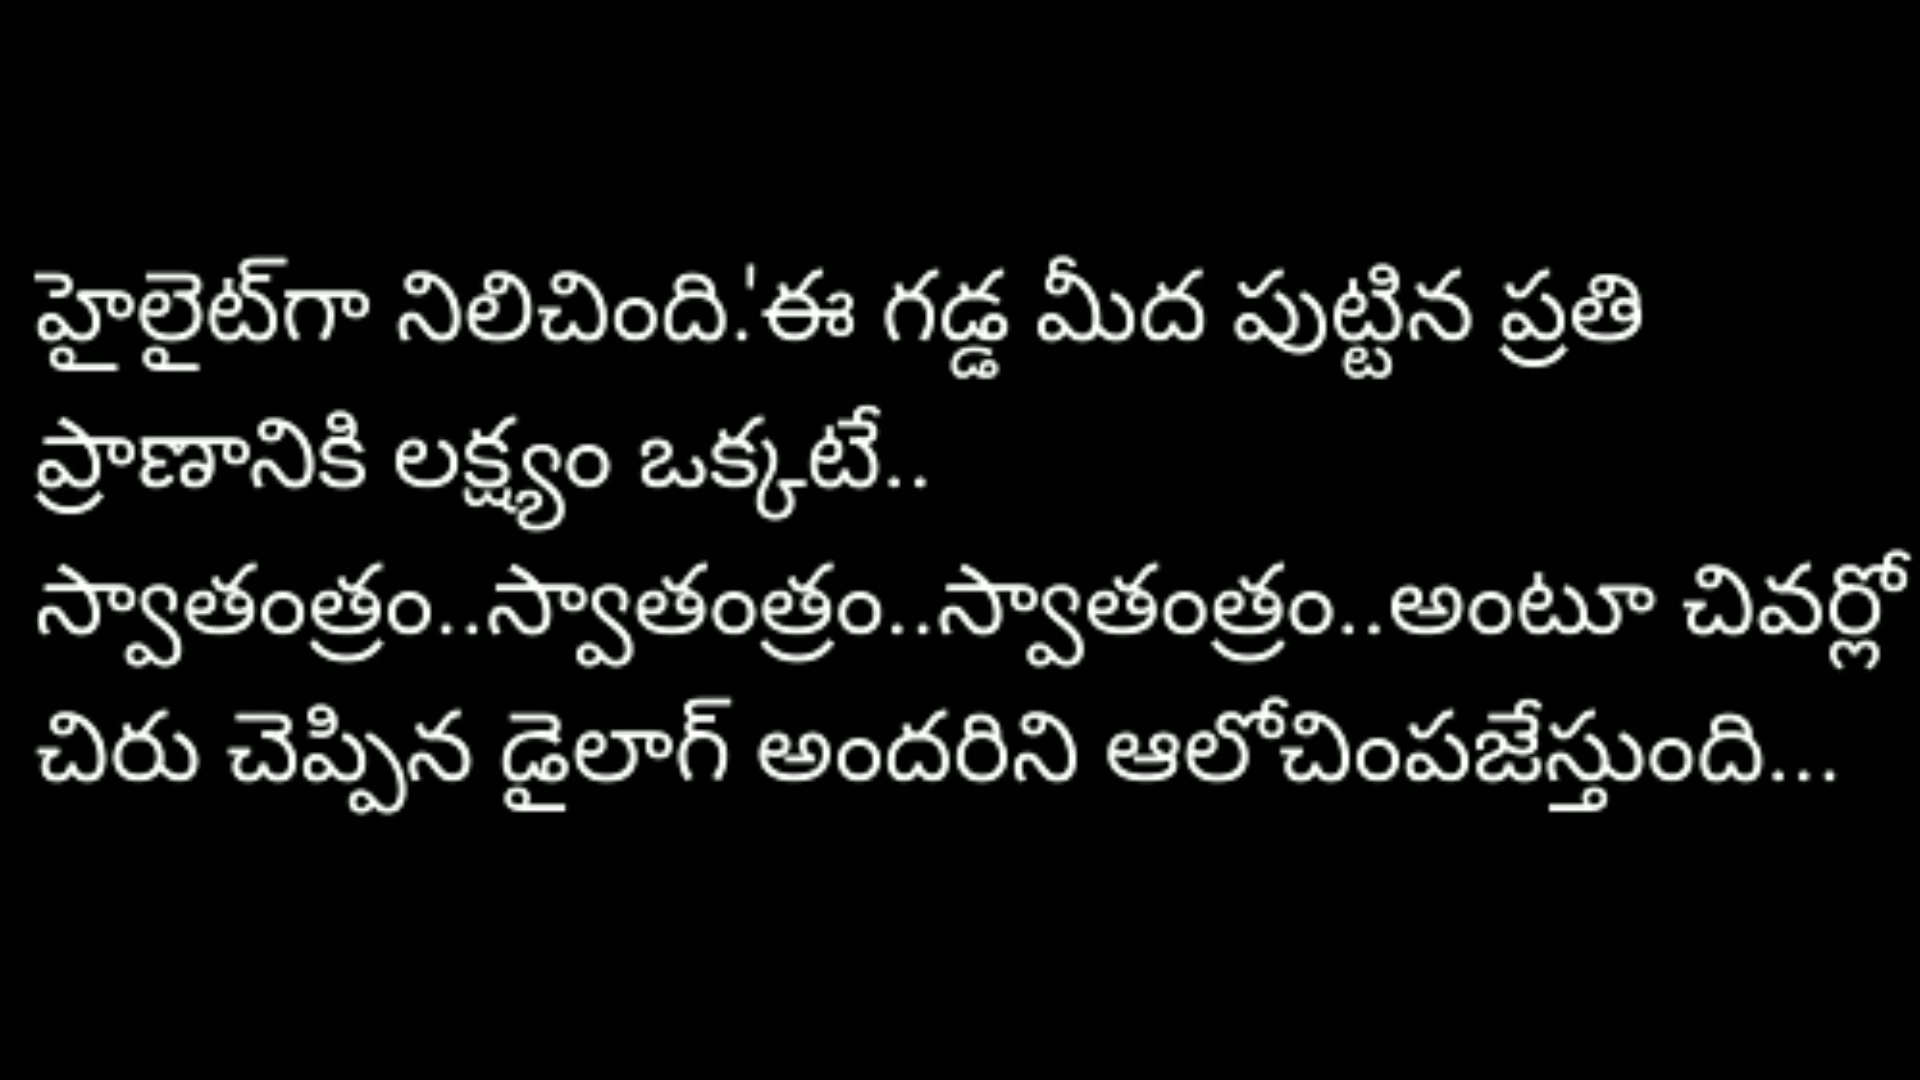 హైలైట్‌గా నిలిచింది.'ఈ గడ్డ మీద పుట్టిన ప్రతి
ప్రాణానికి లక్ష్యం ఒక్కటే..
స్వాతంత్రం..స్వాతంత్రం..స్వాతంత్రం..అంటూ చివర్లో
చిరు చెప్పిన డైలాగ్ అందరిని ఆలోచింపజేస్తుంది...